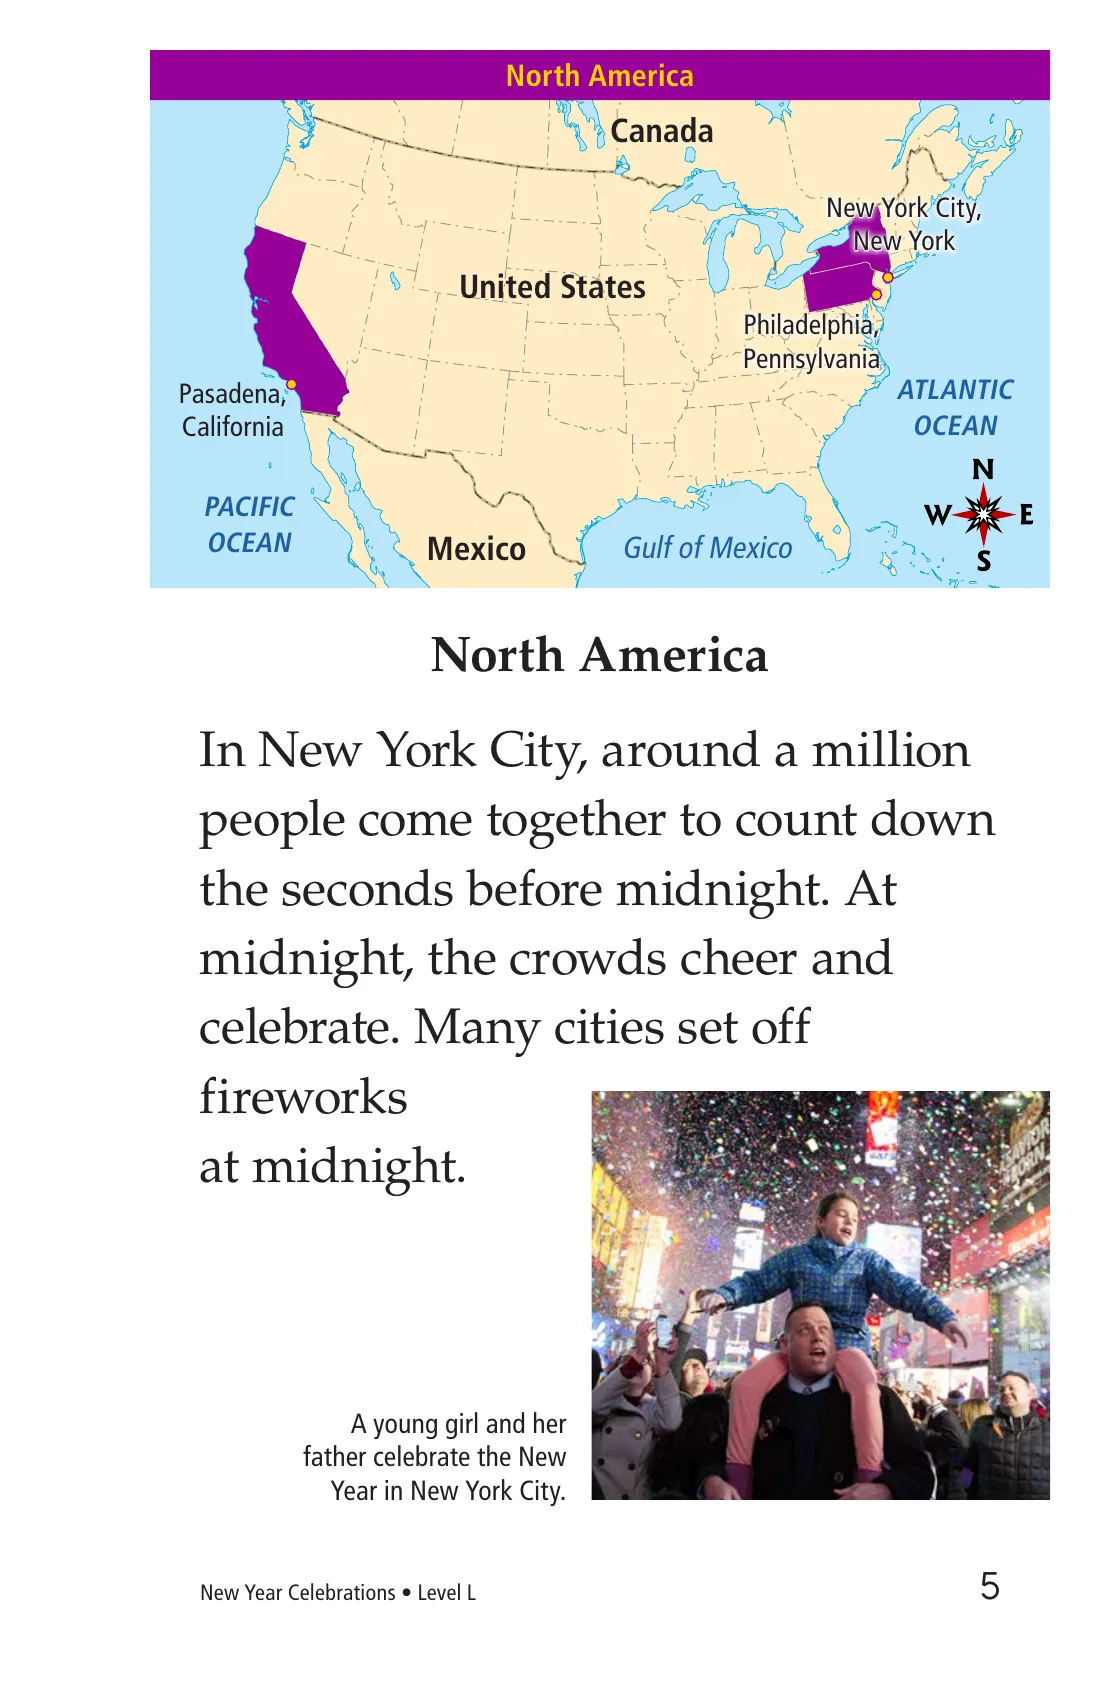 North America
Canada
New York City,
New York
United States
Philadelphia,
Pennsylvania
Pasadena,
California
ATLANTIC
OCEAN
N
W
E
S
PACIFIC
OCEAN
Mexico
Gulf of Mexico
North America
In New York City, around a million
people come together to count down
the seconds before midnight. At
midnight, the crowds cheer and
celebrate. Many cities set off
fireworks
at midnight.
A young girl and her
father celebrate the New
Year in New York City.
New Year Celebrations • Level L
5